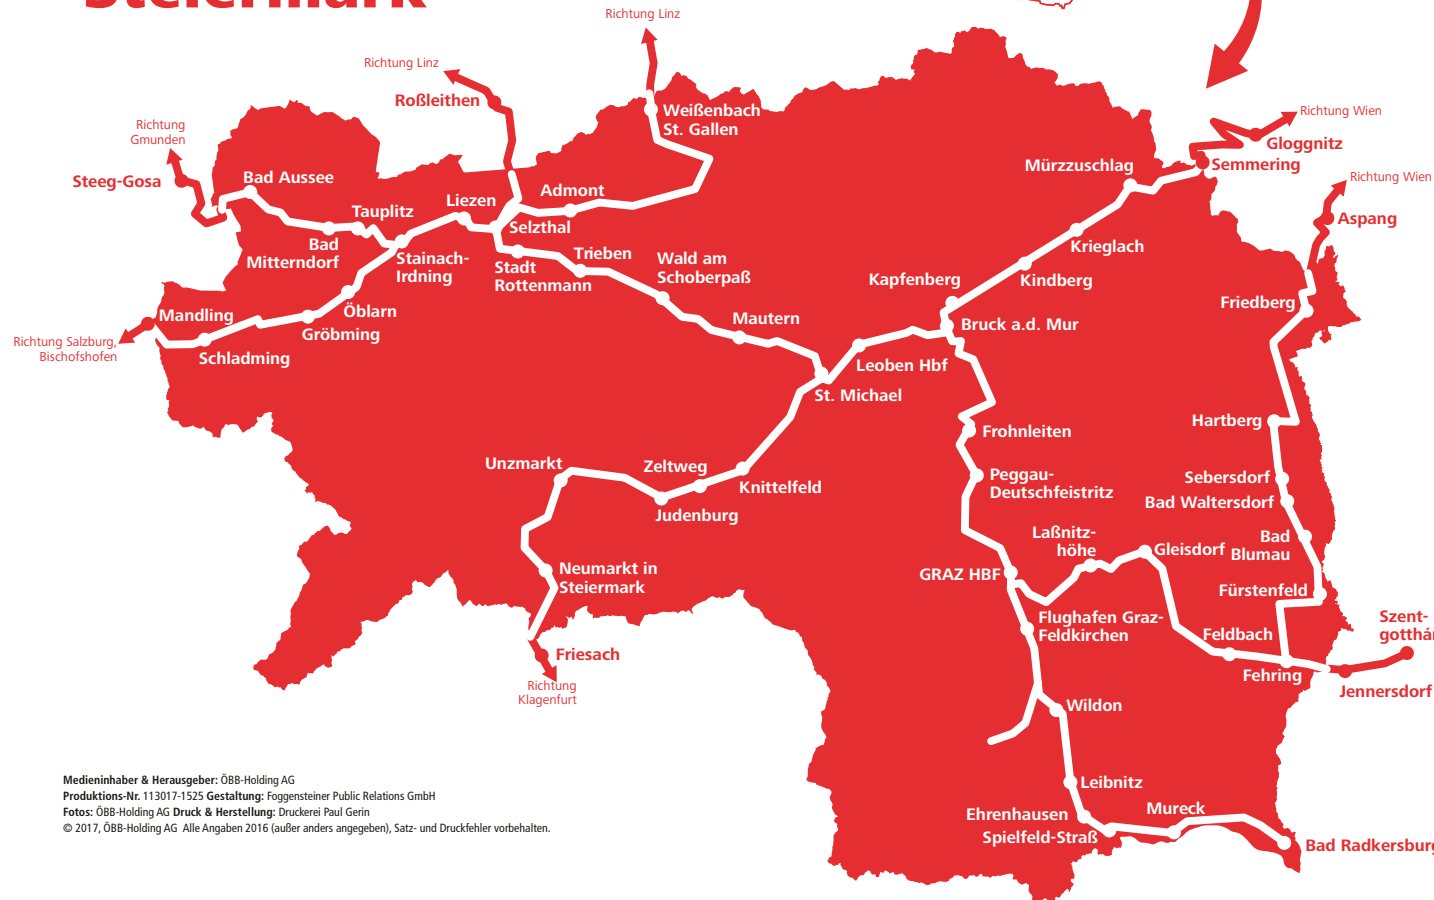 Steiermark
Richtung Linz
Richtung Linz
Roßleithen
Weißenbach
St. Gallen
Richtung Wien
Gloggnitz
Semmering
Richtung
Gmunden
Steeg-Gosa
Bad Aussee
Mürzzuschlag
Richtung Wien
Aspang
Tauplitz
Liezen
Admont
Selzthal
Bad
Mitterndorf
Stainach-
Irdning
Stadt
Rottenmann
Trieben
Wald am
Schoberpaß
Krieglach
Kapfenberg
Kindberg
Friedberg
Mandling
Öblarn
Gröbming
Mautern
Bruck a.d. Mur
Richtung Salzburg,
Bischofshofen
Schladming
Leoben Hbf
St. Michael
Frohnleiten
Hartberg
Unzmarkt
Zeltweg
Knittelfeld
Judenburg
Peggau-
Deutschfeistritz
Sebersdorf
Bad Waltersdorf
Laßnitz-
höhe
Gleisdorf
Bad
Blumau
Neumarkt in
Steiermark
GRAZ HBF
Fürstenfeld
Flughafen Graz-
Feldkirchen
Feldbach
Szent-
gotthár
Friesach
Fehring
Jennersdorf
Richtung
Klagenfurt
Wildon
Leibnitz
Ehrenhausen
Spielfeld-Straß
Mureck
Bad Radkersburg
Medieninhaber & Herausgeber: ÖBB-Holding AG
Produktions-Nr. 113017-1525 Gestaltung: Foggensteiner Public Relations GmbH
Fotos: ÖBB-Holding AG Druck & Herstellung: Druckerei Paul Gerin
© 2017, ÖBB-Holding AG Alle Angaben 2016 (außer anders angegeben), Satz- und Druckfehler vorbehalten.